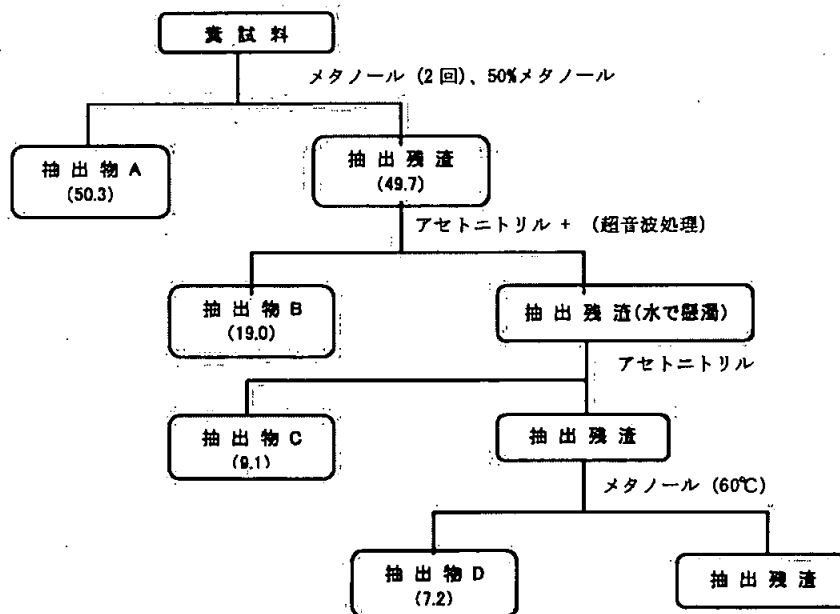 糞 試 料
メタノール (2 回)、50%メタノール
抽 出 物 A
(50.3)
抽 出 残 渣
(49.7)
アセトニトリル + (超音波処理)
抽 出 物 B
(19.0)
抽 出 残 渣(水で懸濁)
アセトニトリル
抽 出 物 C
(9.1)
抽 出 残 渣
メタノール (60℃)
抽 出 物 D
(7.2)
抽 出 残 渣